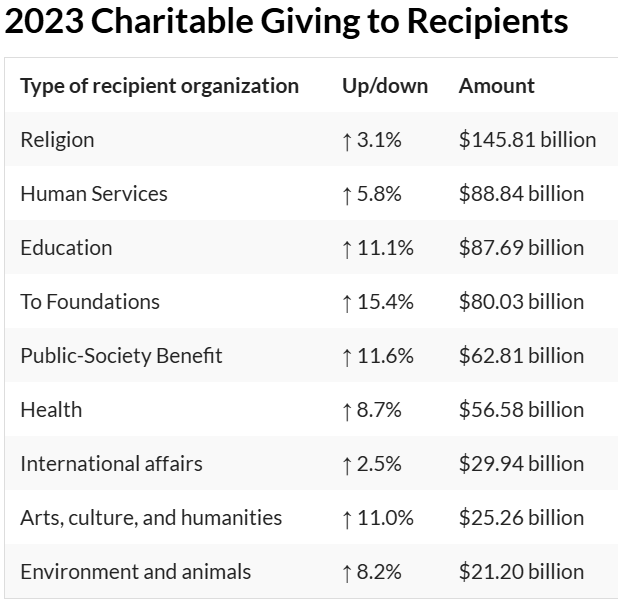 2023 Charitable Giving to Recipients
Type of recipient organization Up/down Amount
Religion ↑ 3.1% $145.81 billion
Human Services ↑ 5.8% $88.84 billion
Education ↑ 11.1% $87.69 billion
To Foundations ↑ 15.4% $80.03 billion
Public-Society Benefit ↑ 11.6% $62.81 billion
Health ↑ 8.7% $56.58 billion
International affairs ↑ 2.5% $29.94 billion
Arts, culture, and humanities ↑ 11.0% $25.26 billion
Environment and animals ↑ 8.2% $21.20 billion